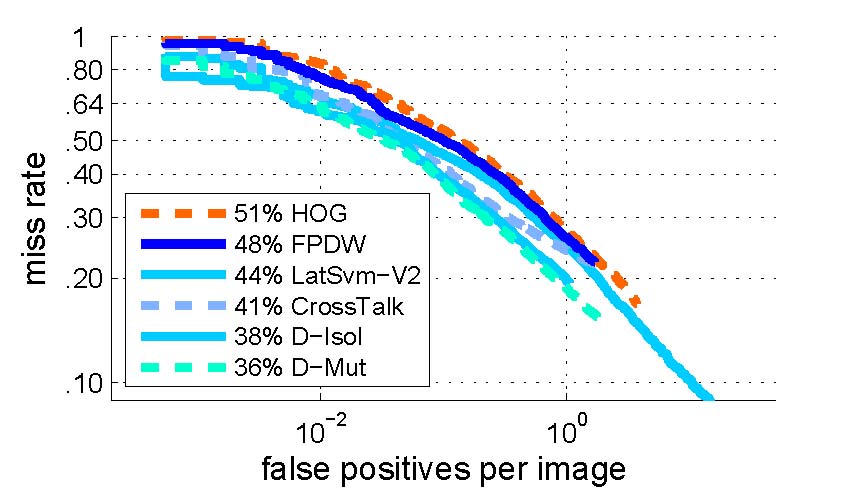 1
.80
.64
.50
.40
.30
.20
.10
miss rate
51% HOG
48% FPDW
44% LatSvm-V2
41% CrossTalk
38% D-Isol
36% D-Mut
10^-2 10^0
false positives per image